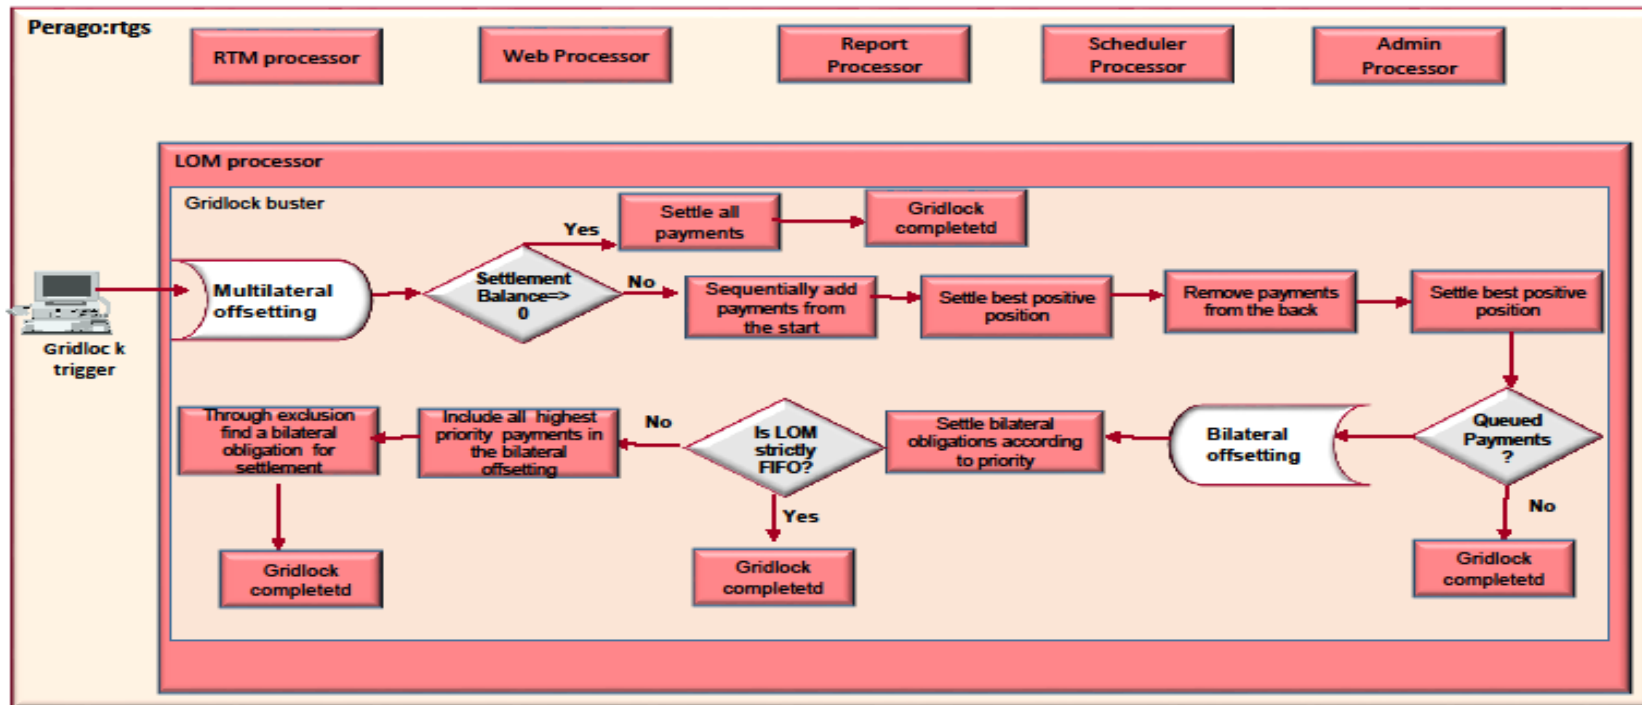 Perago:rtgs
RTM processor
Web Processor
Report
Processor
Scheduler
Processor
Admin
Processor
LOM processor
Gridlock buster
Gridloc k
trigger
Multilateral
offsetting
Settlement
Balance=>
0
Yes
Settle all
payments
Gridlock
completetd
No
Sequentially add
payments from
the start
Settle best positive
position
Remove payments
from the back
Settle best positive
position
Queued
Payments
?
No
Gridlock
completetd
Bilateral
offsetting
Settle bilateral
obligations according
to priority
Is LOM
strictly
FIFO?
Yes
Gridlock
completetd
No
Include all highest
priority payments in
the bilateral
offsetting
Through exclusion
find a bilateral
obligation for
settlement
Gridlock
completetd